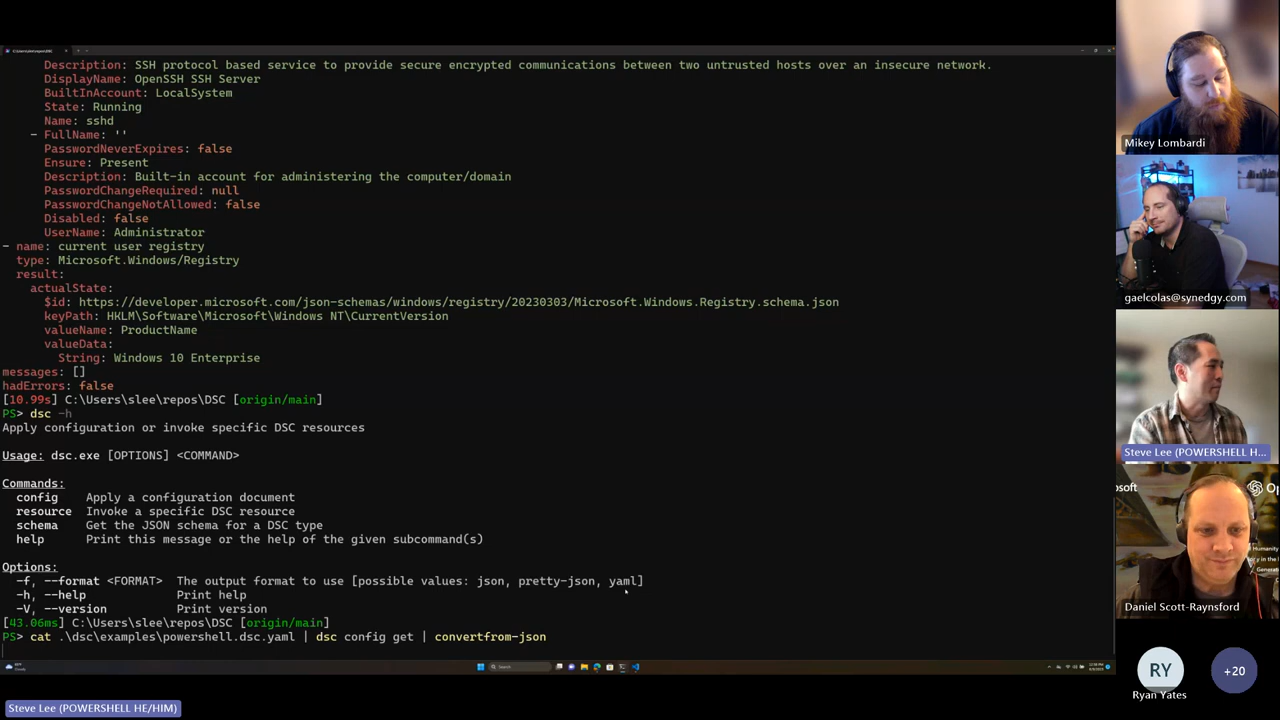 Description: SSH protocol based service to provide secure encrypted communications between two untrusted hosts over an insecure network.
DisplayName: OpenSSH SSH Server
BuiltInAccount: LocalSystem
State: Running
Name: sshd
- FullName: ''
PasswordNeverExpires: false
Ensure: Present
Description: Built-in account for administering the computer/domain
PasswordChangeRequired: null
PasswordChangeNotAllowed: false
Disabled: false
UserName: Administrator
- name: current user registry
type: Microsoft.Windows/Registry
result:
actualState:
$id: https://developer.microsoft.com/json-schemas/windows/registry/20230303/Microsoft.Windows.Registry.schema.json
keyPath: HKLM\Software\Microsoft\Windows NT\CurrentVersion
valueName: ProductName
valueData:
String: Windows 10 Enterprise
messages: []
hadErrors: false
[10.99s] C:\Users\slee\repos\DSC [origin/main]
PS> dsc -h
Apply configuration or invoke specific DSC resources
Usage: dsc.exe [OPTIONS] <COMMAND>
Commands:
config Apply a configuration document
resource Invoke a specific DSC resource
schema Get the JSON schema for a DSC type
help Print this message or the help of the given subcommand(s)
Options:
-f, --format <FORMAT> The output format to use [possible values: json, pretty-json, yaml]
-h, --help Print help
-V, --version Print version
[43.06ms] C:\Users\slee\repos\DSC [origin/main]
PS> cat .\dsc\examples\powershell.dsc.yaml | dsc config get | convertfrom-json
Search
Steve Lee (POWERSHELL HE/HIM)
Mikey Lombardi
gaelcolas@synedgy.com
Steve Lee (POWERSHELL H...
osoft
Op
Humanity
Daniel Scott-Raynsford
RY
Ryan Yates
+20